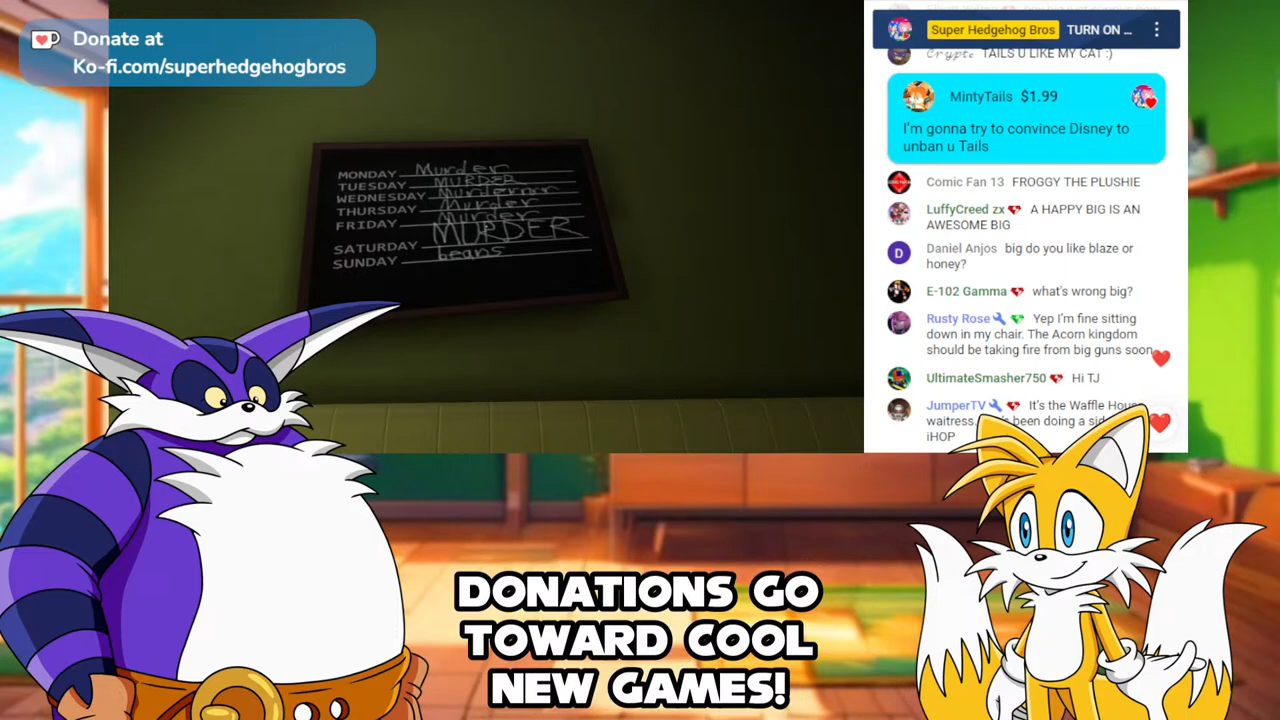 Donate at
Ko-fi.com/superhedgehogbros
MONDAY Murder
TUESDAY MURDER
WEDNESDAY Murderrrr
THURSDAY Murder
FRIDAY Murder
SATURDAY MURDER
SUNDAY beans
Super Hedgehog Bros TURN ON ...
Crypto TAILS U LIKE MY CAT :)
MintyTails $1.99
I'm gonna try to convince Disney to
unban u Tails
Comic Fan 13 FROGGY THE PLUSHIE
LuffyCreed zx A HAPPY BIG IS AN
AWESOME BIG
Daniel Anjos big do you like blaze or
honey?
E-102 Gamma what's wrong big?
Rusty Rose Yep I'm fine sitting
down in my chair. The Acorn kingdom
should be taking fire from big guns soon
UltimateSmasher750 Hi TJ
JumperTV It's the Waffle House
waitress. been doing a
iHOP
DONATIONS GO
TOWARD COOL
NEW GAMES!